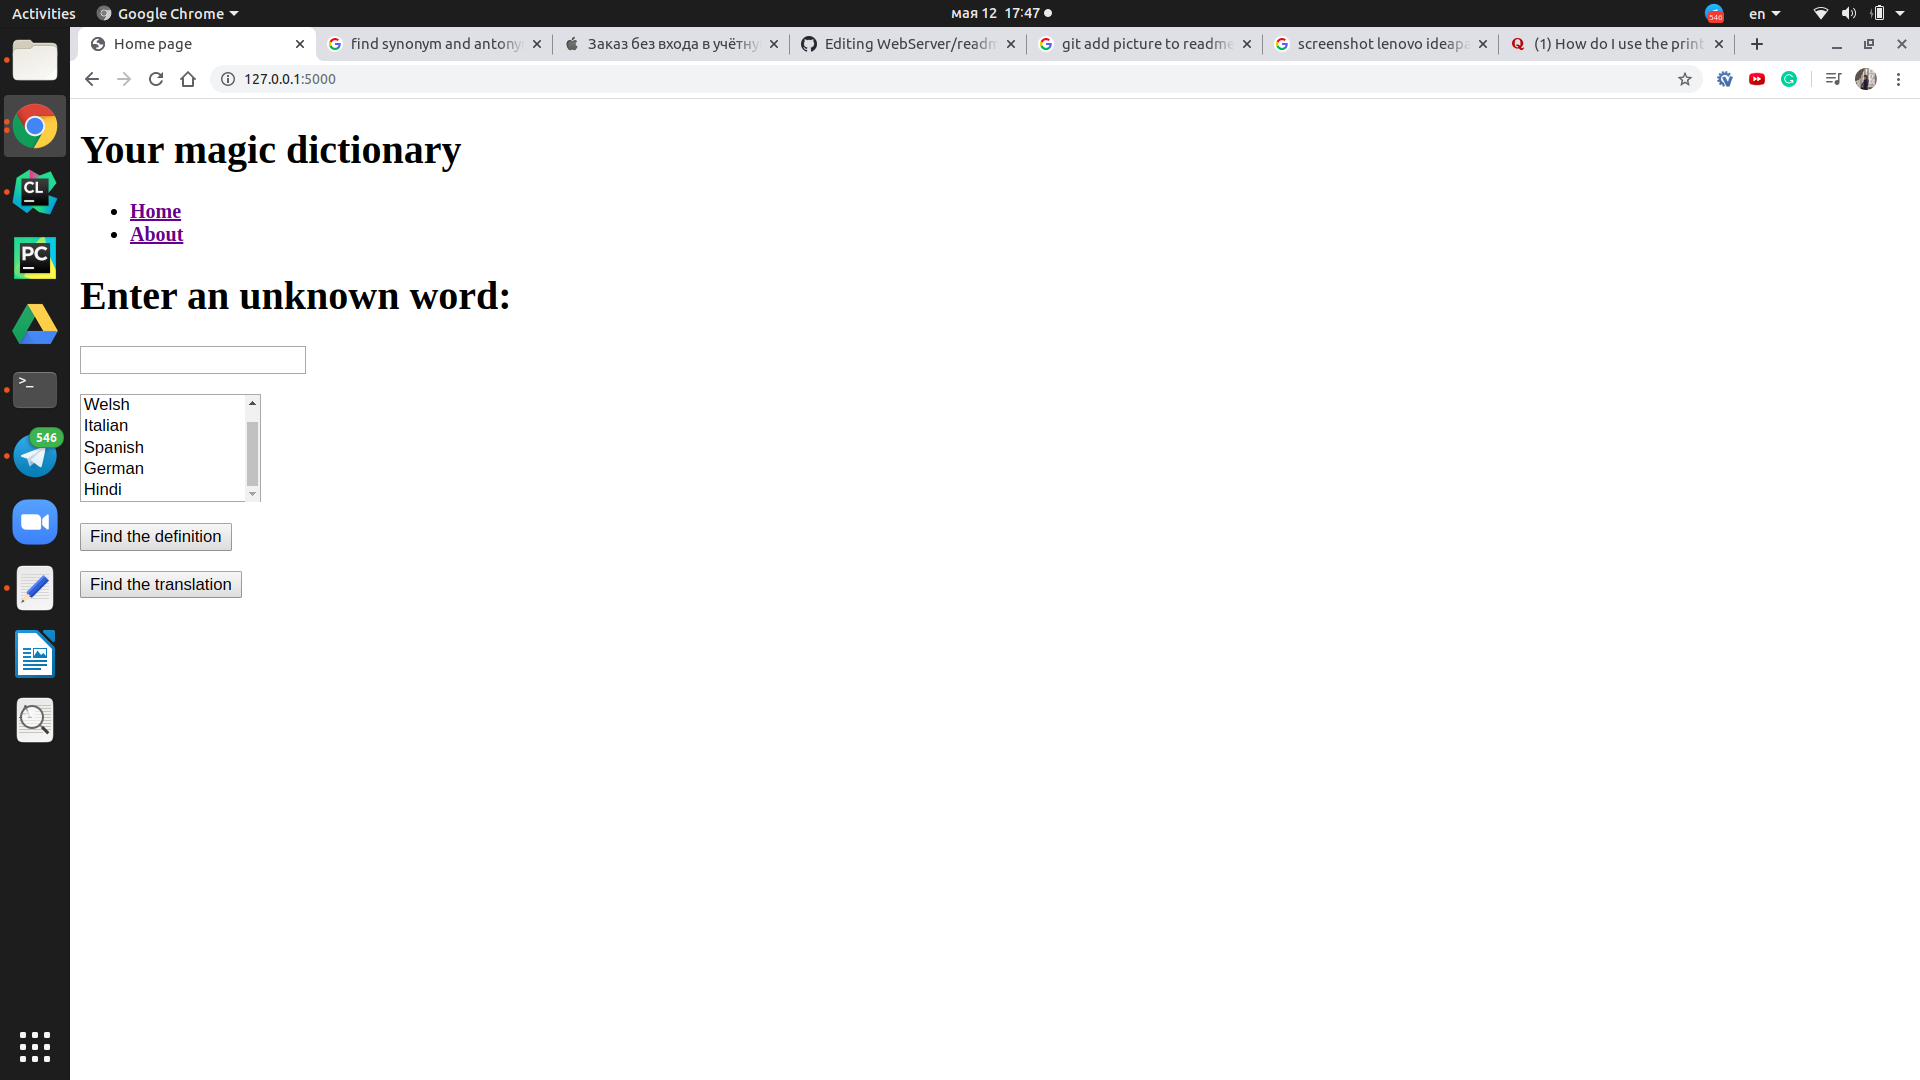 Activities Google Chrome мая 12 17:47 546 en
Home page find synonym and antony Заказ без входа в учётну Editing WebServer/readm git add picture to readme screenshot lenovo ideapa (1) How do I use the print
127.0.0.1:5000
Your magic dictionary
Home
About
Enter an unknown word:
Welsh
Italian
Spanish
German
Hindi
Find the definition
Find the translation
CL
PC
>_
546